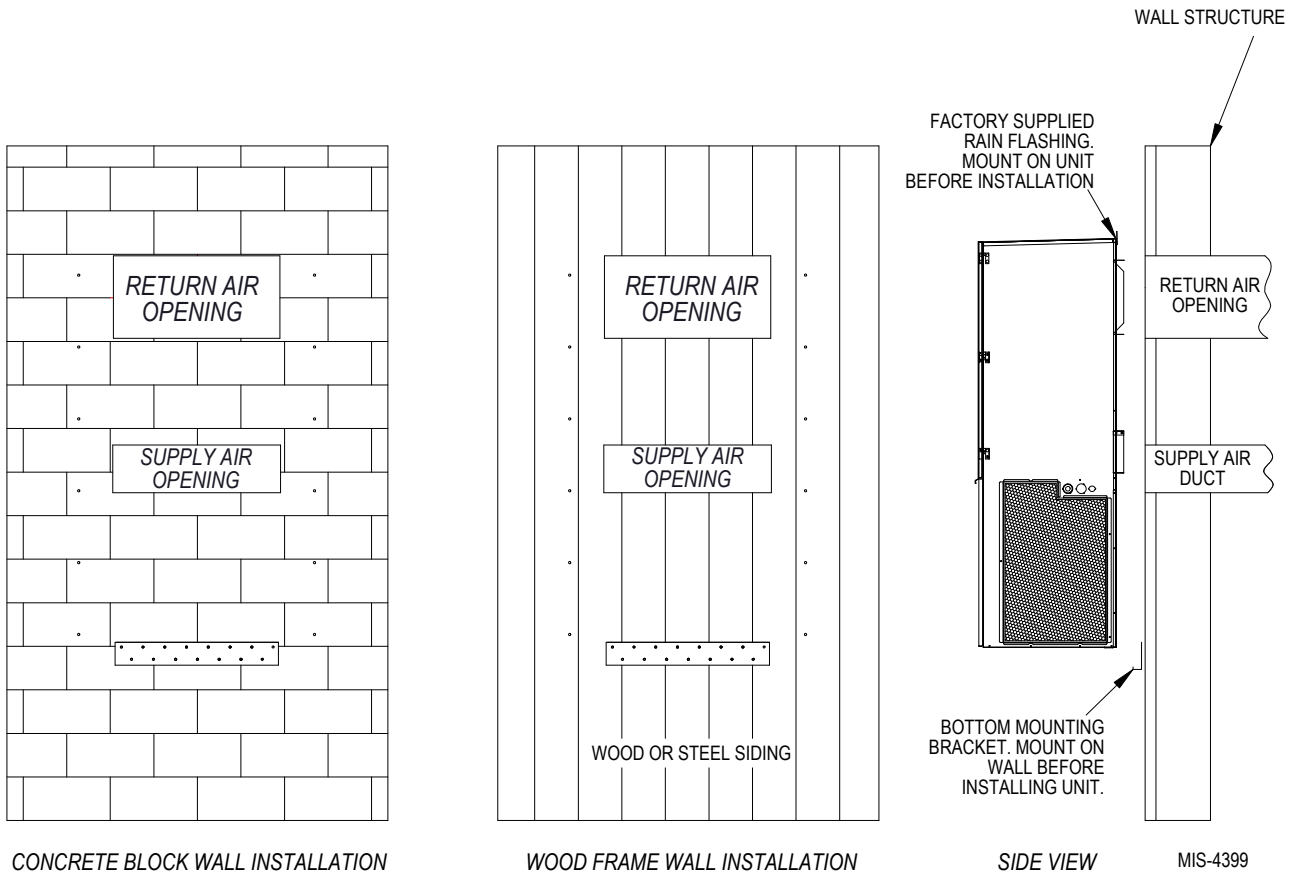 WALL STRUCTURE
FACTORY SUPPLIED
RAIN FLASHING.
MOUNT ON UNIT
BEFORE INSTALLATION
RETURN AIR
OPENING
RETURN AIR
OPENING
RETURN AIR
OPENING
SUPPLY AIR
OPENING
SUPPLY AIR
OPENING
SUPPLY AIR
DUCT
WOOD OR STEEL SIDING
BOTTOM MOUNTING
BRACKET. MOUNT ON
WALL BEFORE
INSTALLING UNIT.
CONCRETE BLOCK WALL INSTALLATION
WOOD FRAME WALL INSTALLATION
SIDE VIEW
MIS-4399